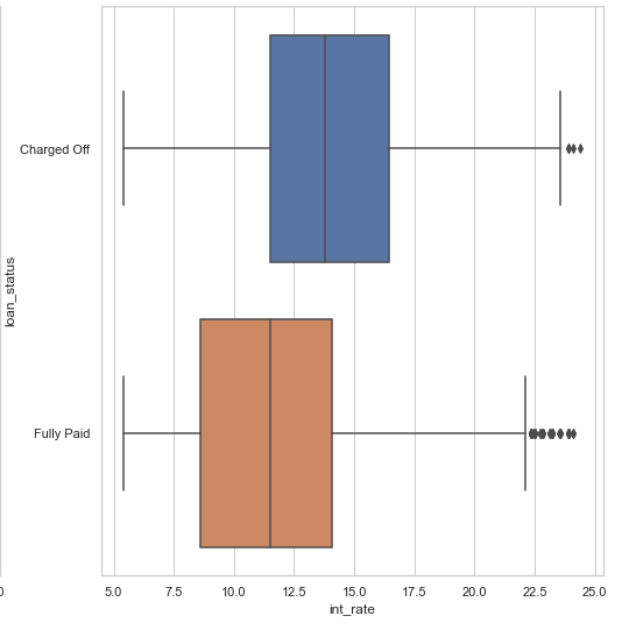 Charged Off
loan_status
Fully Paid
5.0 7.5 10.0 12.5 15.0 17.5 20.0 22.5 25.0
int_rate